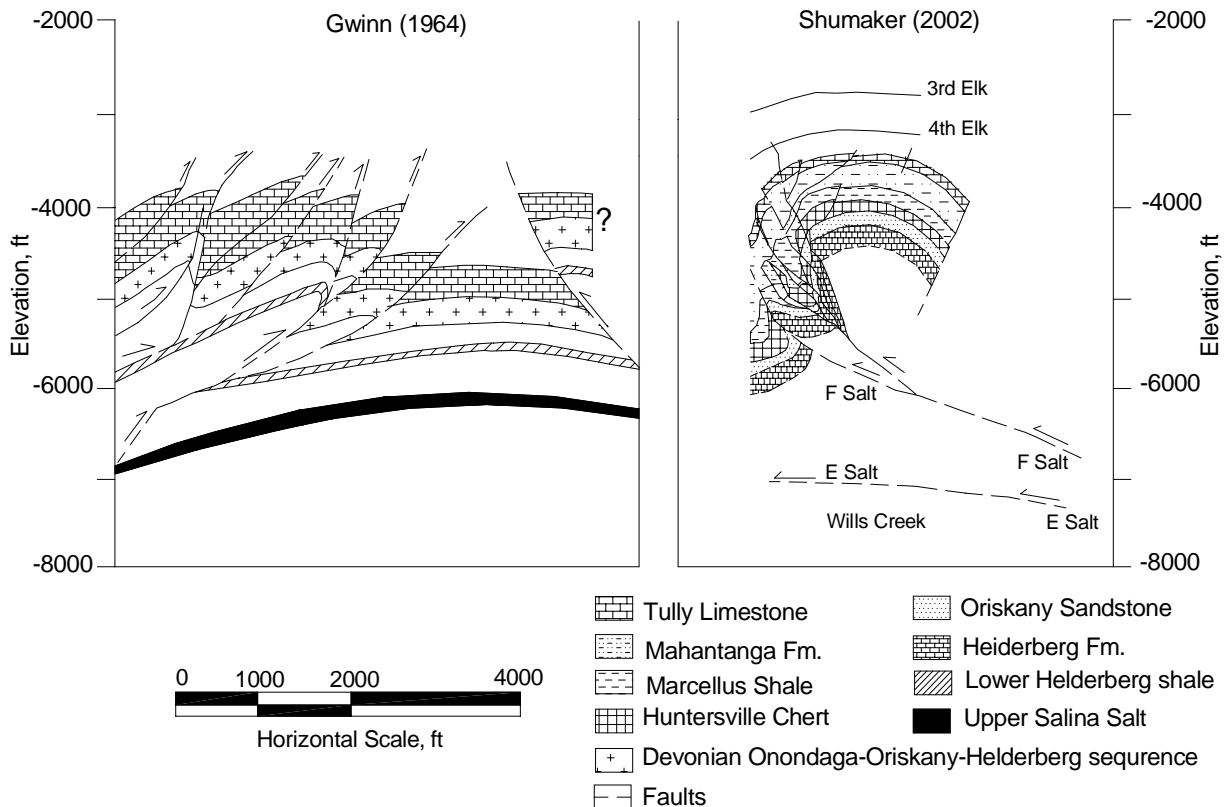 Gwinn (1964)
Shumaker (2002)
-2000
-4000
-6000
-8000
Elevation, ft
?
3rd Elk
4th Elk
F Salt
F Salt
E Salt
E Salt
Wills Creek
-2000
-4000
-6000
-8000
Elevation, ft
0 1000 2000 4000
Horizontal Scale, ft
Tully Limestone
Mahantanga Fm.
Marcellus Shale
Huntersville Chert
Devonian Onondaga-Oriskany-Helderberg sequrence
Faults
Oriskany Sandstone
Heiderberg Fm.
Lower Helderberg shale
Upper Salina Salt